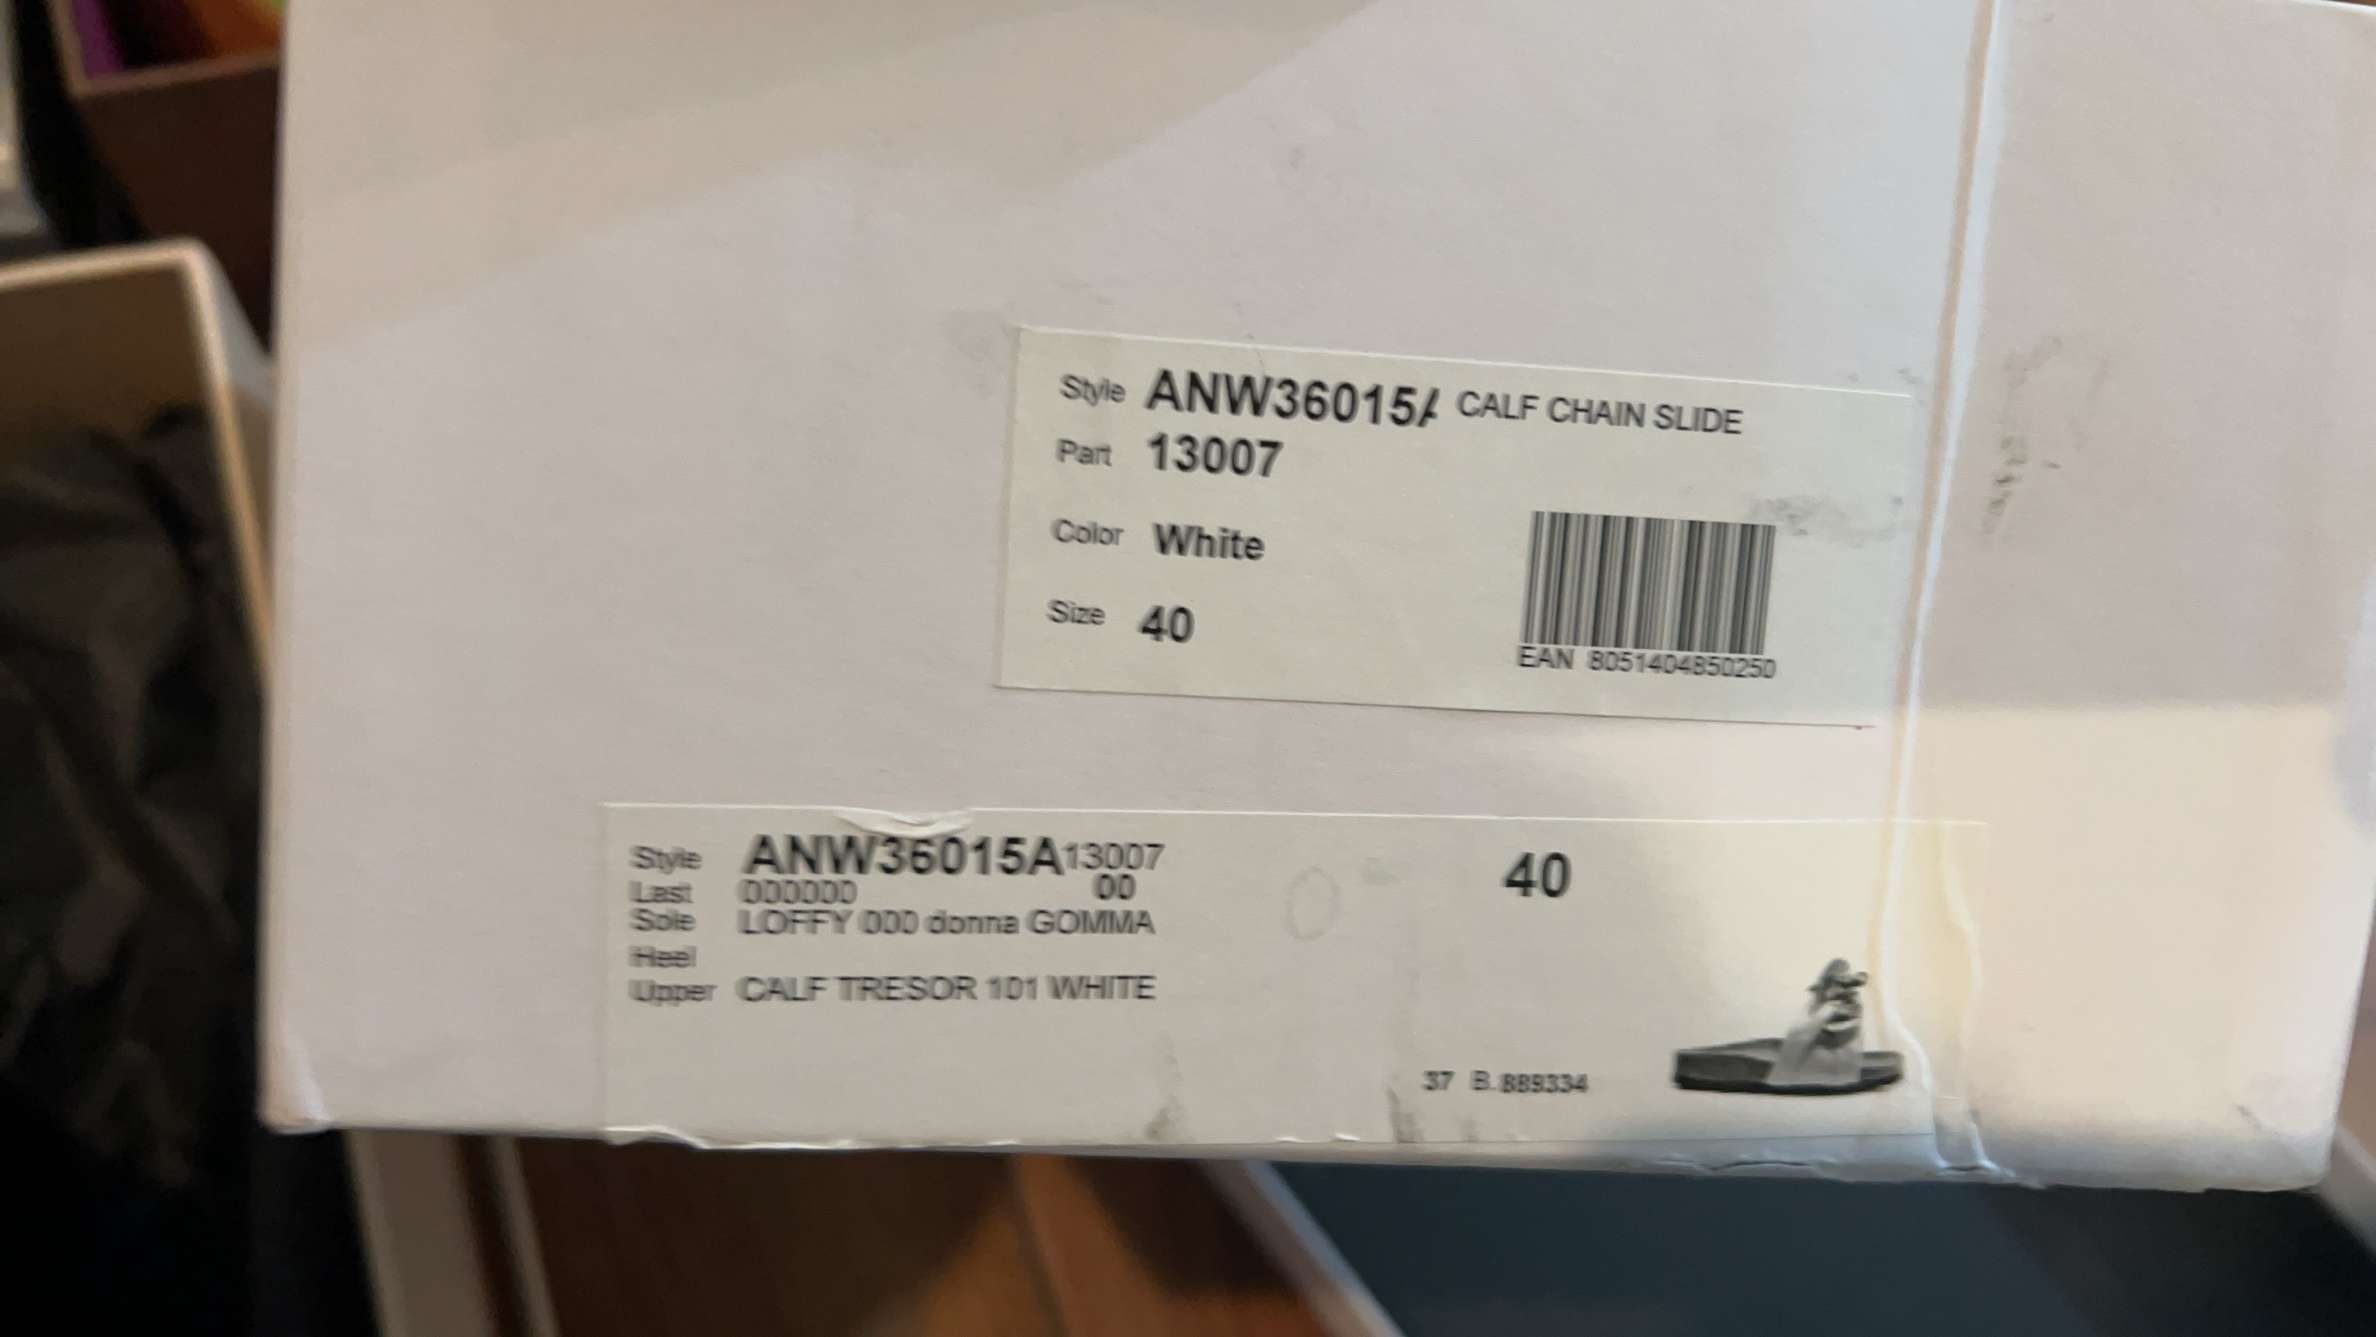 Style ANW36015A CALF CHAIN SLIDE
Part 13007
Color White
Size 40
EAN 8051404850250
Style ANW36015A13007 40
Last 000000 00
Sole LOFFY 000 donna GOMMA
Heel
Upper CALF TRESOR 101 WHITE
37 B.889334